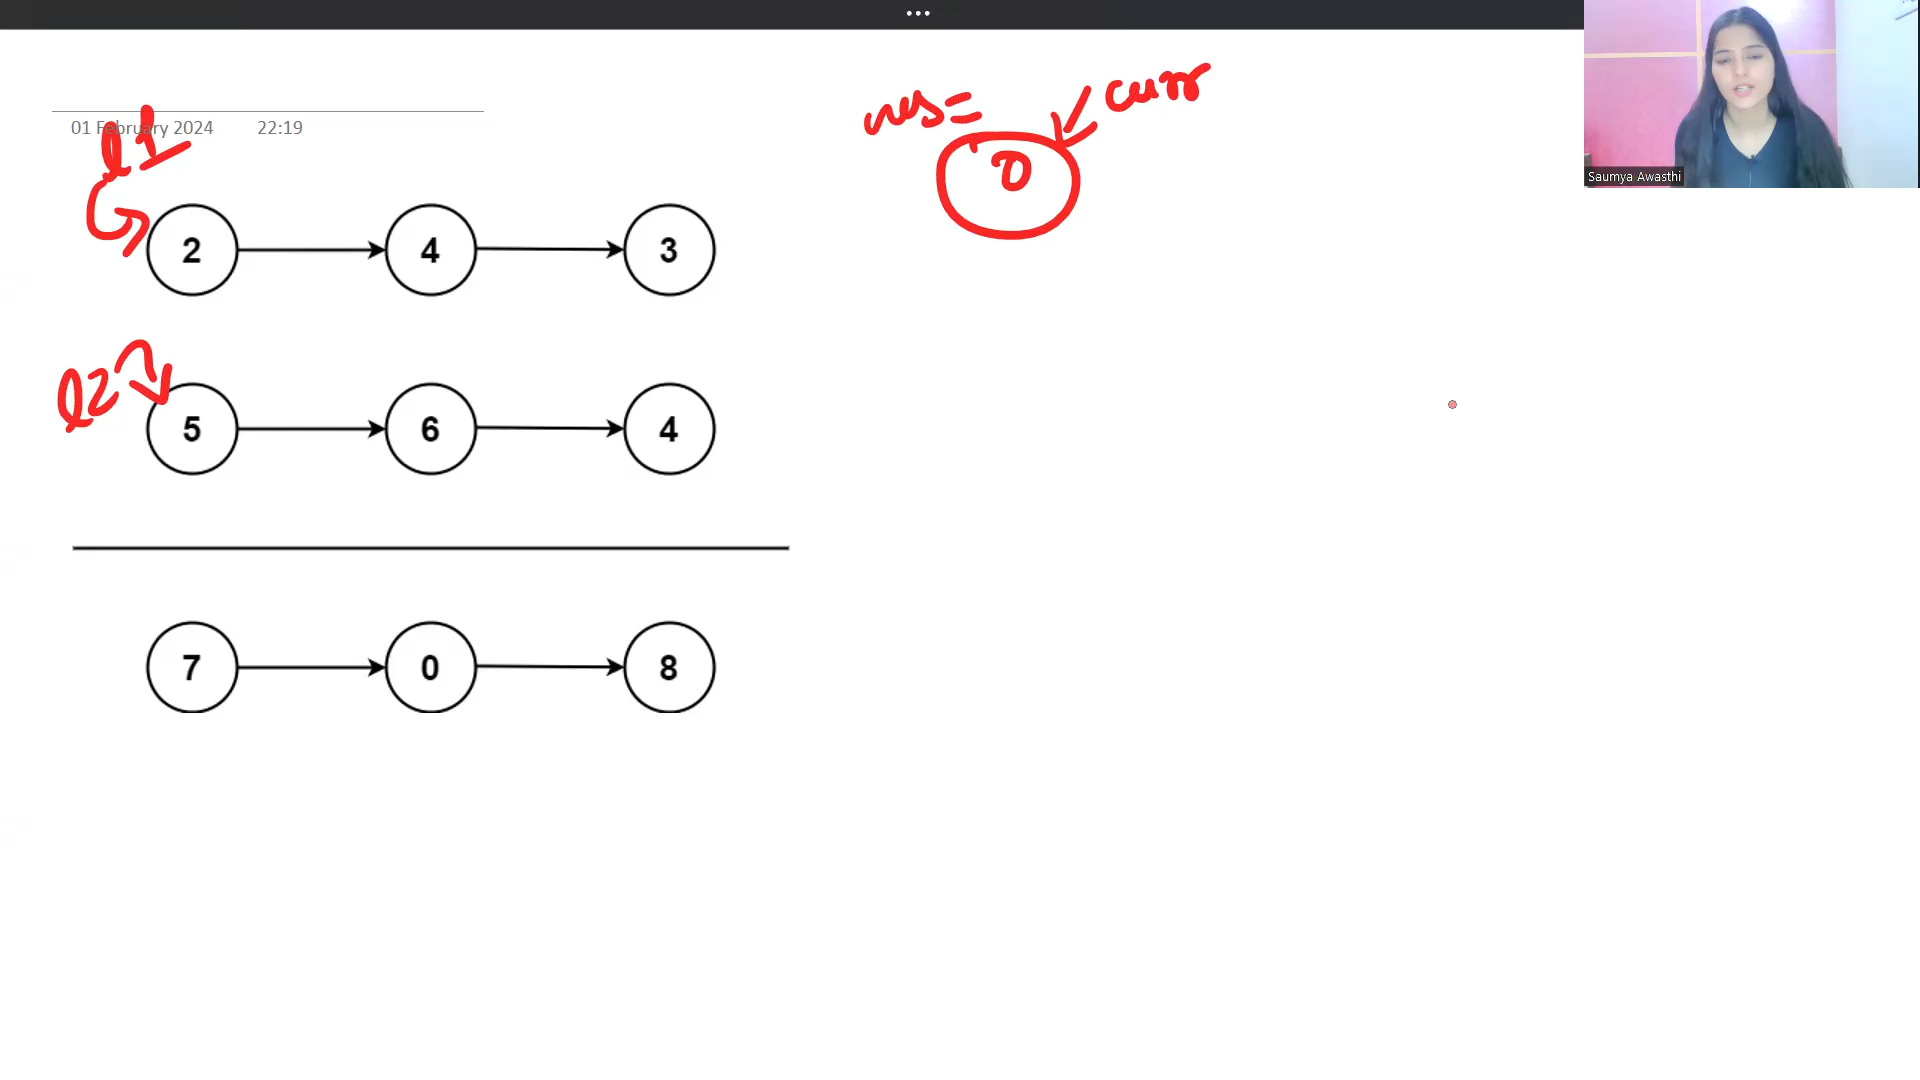 01 February 2024 22:19
l1
2 4 3
l2
5 6 4
7 0 8
res=
curr
0
Saumya Awasthi